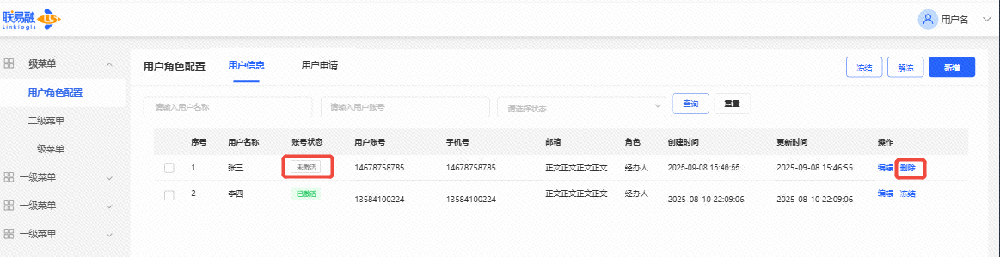 联易融
Linklogis
用户名
一级菜单
用户角色配置
二级菜单
二级菜单
一级菜单
一级菜单
一级菜单
用户角色配置 用户信息 用户申请
冻结 解冻 新增
请输入用户名称 请输入用户账号 请选择状态 查询 重置
序号 用户名称 账号状态 用户账号 手机号 邮箱 角色 创建时间 更新时间 操作
1 张三 未激活 14678758785 14678758785 正文正文正文正文 经办人 2025-09-08 15:46:55 2025-09-08 15:46:55 编辑 删除
2 李四 已激活 13584100224 13584100224 正文正文正文正文 经办人 2025-08-10 22:09:06 2025-08-10 22:09:06 编辑 冻结